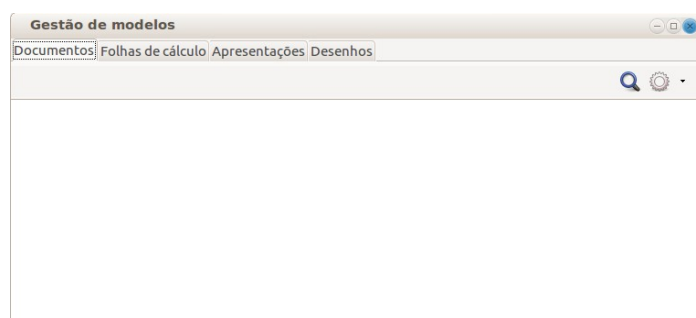 Gestão de modelos
Documentos Folhas de cálculo Apresentações Desenhos